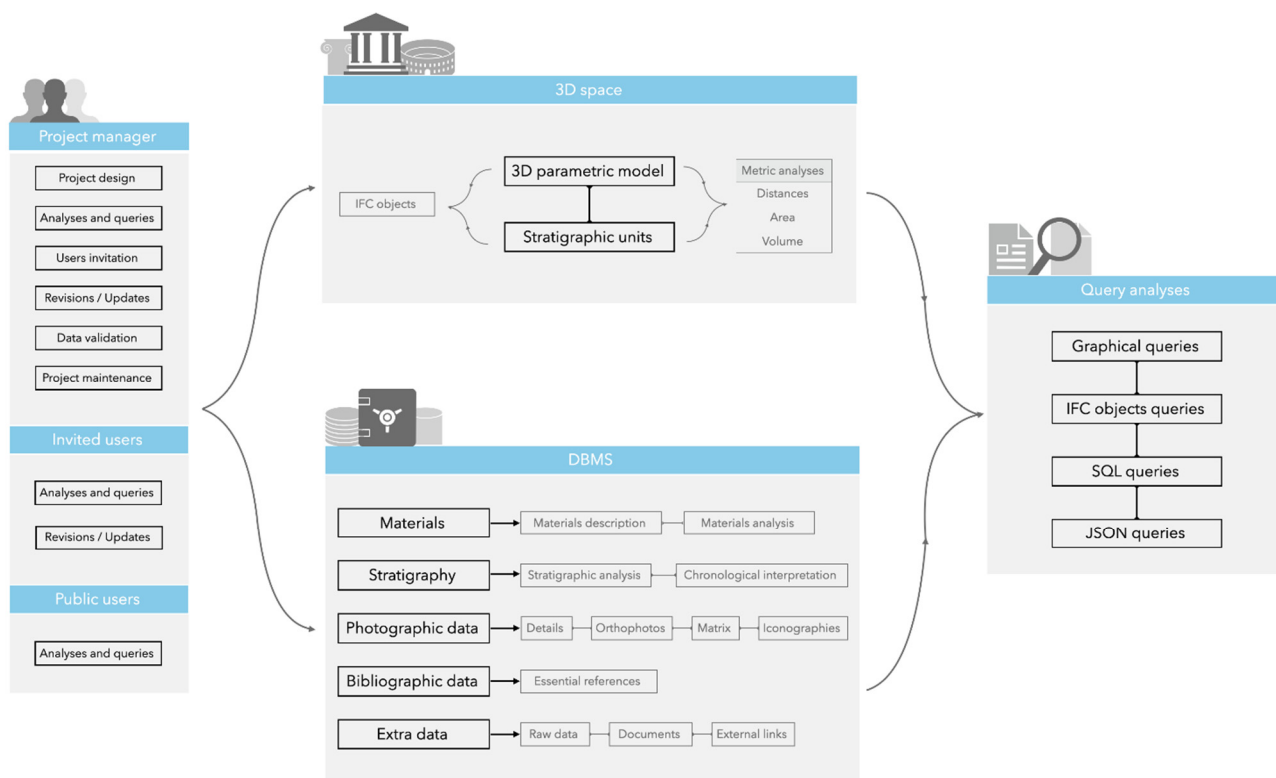 Project manager
Project design
Analyses and queries
Users invitation
Revisions / Updates
Data validation
Project maintenance
Invited users
Analyses and queries
Revisions / Updates
Public users
Analyses and queries
3D space
IFC objects
3D parametric model
Stratigraphic units
Metric analyses
Distances
Area
Volume
DBMS
Materials
Materials description
Materials analysis
Stratigraphy
Stratigraphic analysis
Chronological interpretation
Photographic data
Details
Orthophotos
Matrix
Iconographies
Bibliographic data
Essential references
Extra data
Raw data
Documents
External links
Query analyses
Graphical queries
IFC objects queries
SQL queries
JSON queries